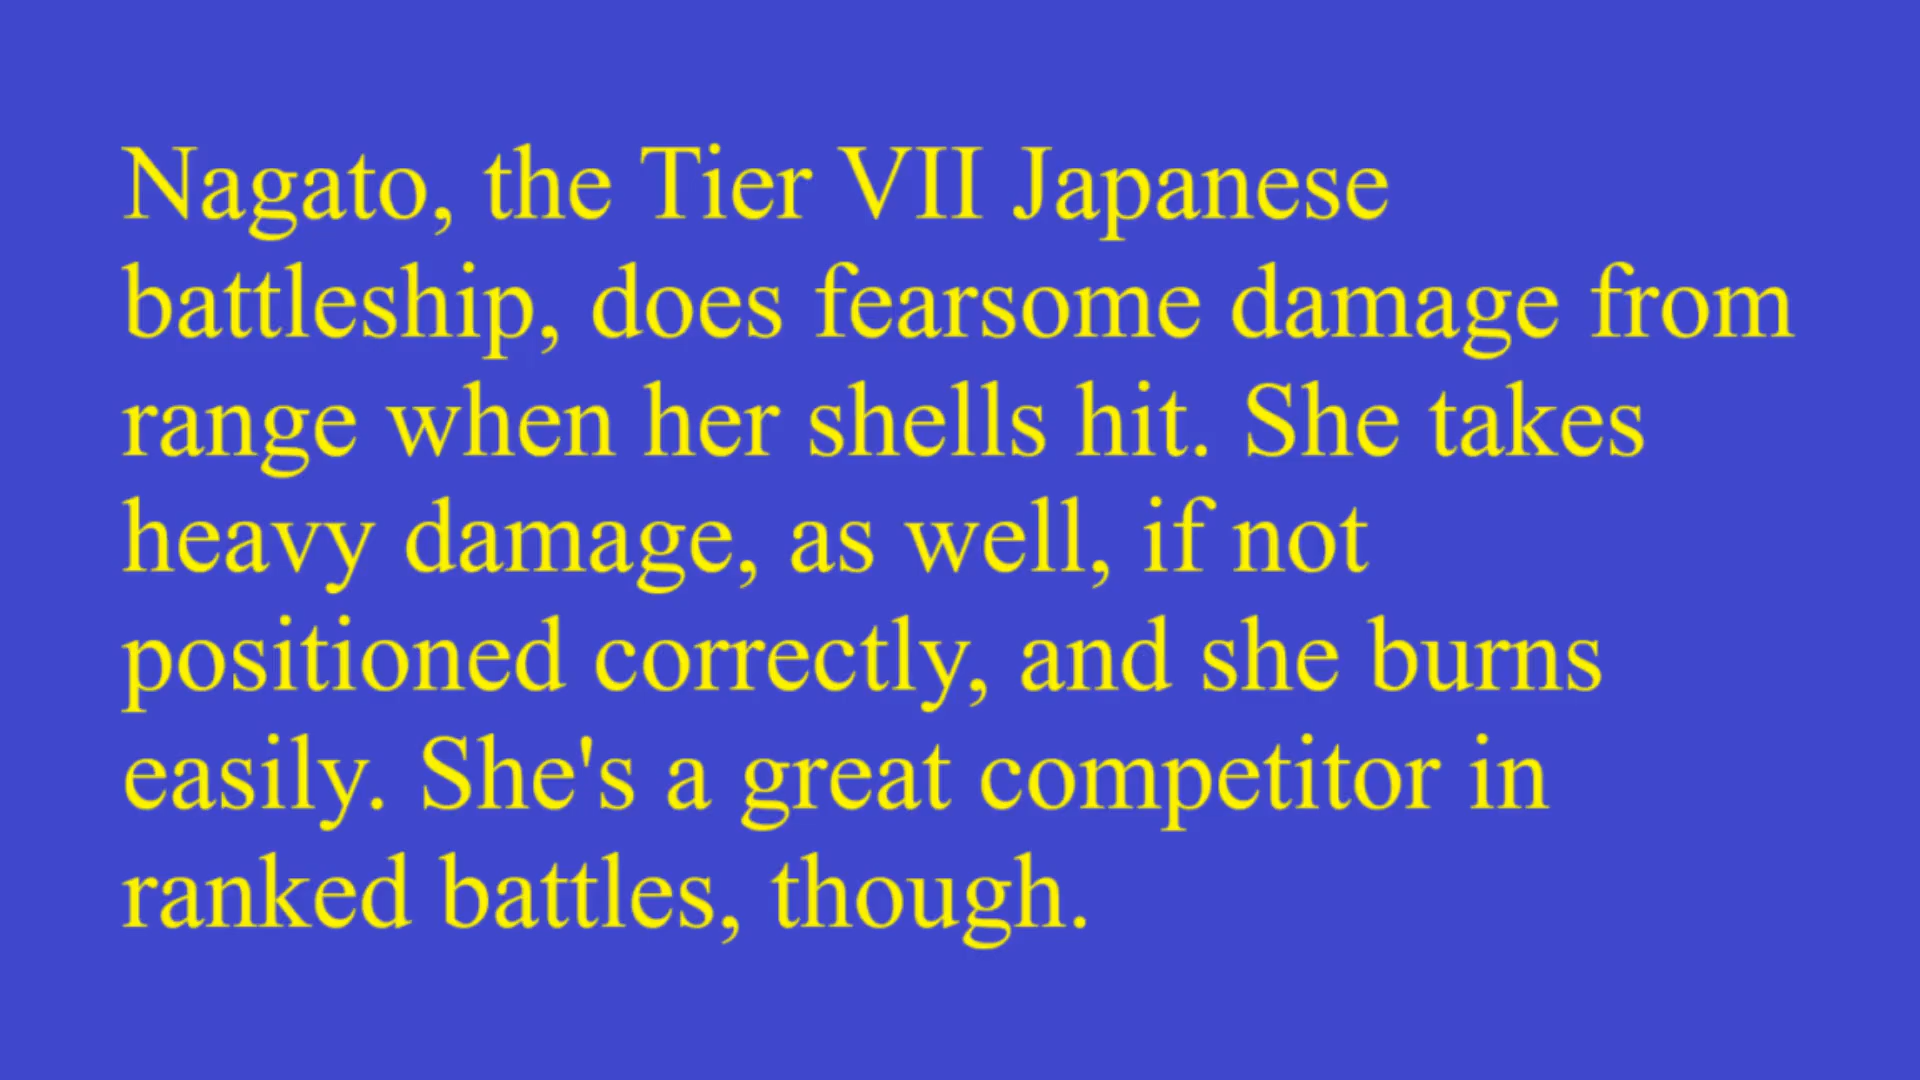 Nagato, the Tier VII Japanese
battleship, does fearsome damage from
range when her shells hit. She takes
heavy damage, as well, if not
positioned correctly, and she burns
easily. She's a great competitor in
ranked battles, though.